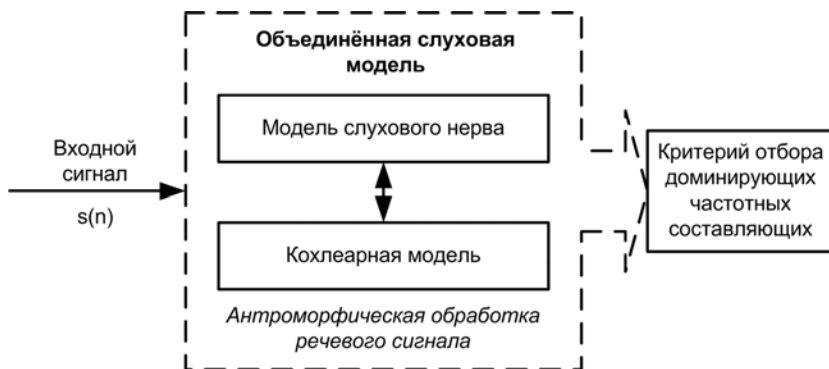 Объединённая слуховая
модель
Модель слухового нерва
Входной
сигнал
s(n)
Кохлеарная модель
Антроморфическая обработка
речевого сигнала
Критерий отбора
доминирующих
частотных
составляющих